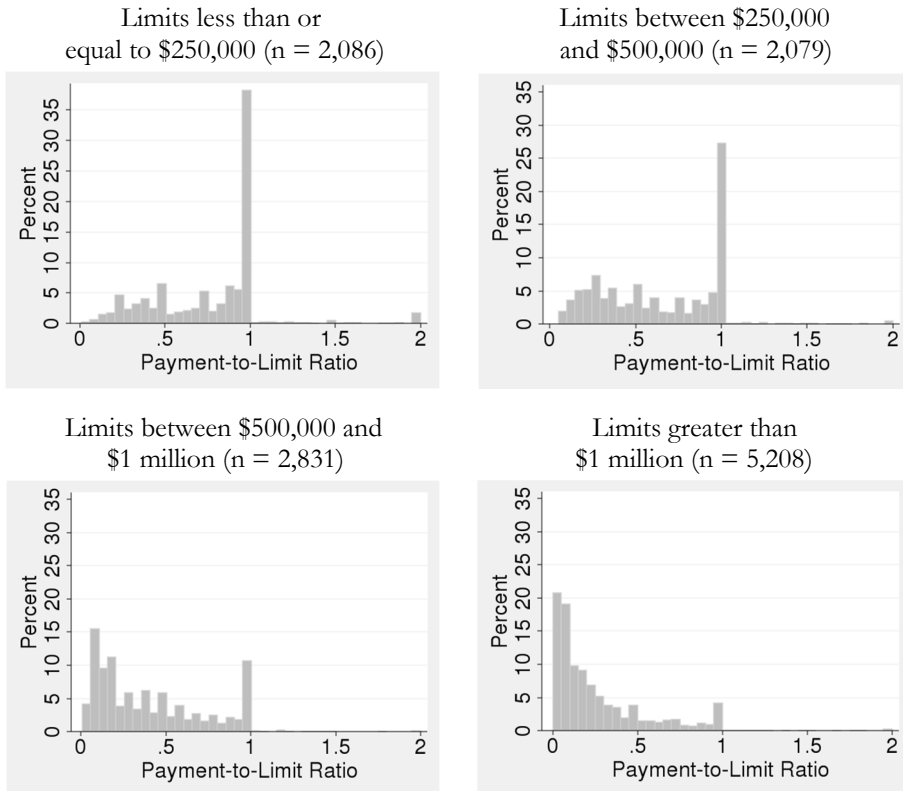 Limits less than or
equal to $250,000 (n = 2,086)
Percent
0 5 10 15 20 25 30 35
0 .5 1 1.5 2
Payment-to-Limit Ratio
Limits between $250,000
and $500,000 (n = 2,079)
Percent
0 5 10 15 20 25 30 35
0 .5 1 1.5 2
Payment-to-Limit Ratio
Limits between $500,000 and
$1 million (n = 2,831)
Percent
0 5 10 15 20 25 30 35
0 .5 1 1.5 2
Payment-to-Limit Ratio
Limits greater than
$1 million (n = 5,208)
Percent
0 5 10 15 20 25 30 35
0 .5 1 1.5 2
Payment-to-Limit Ratio